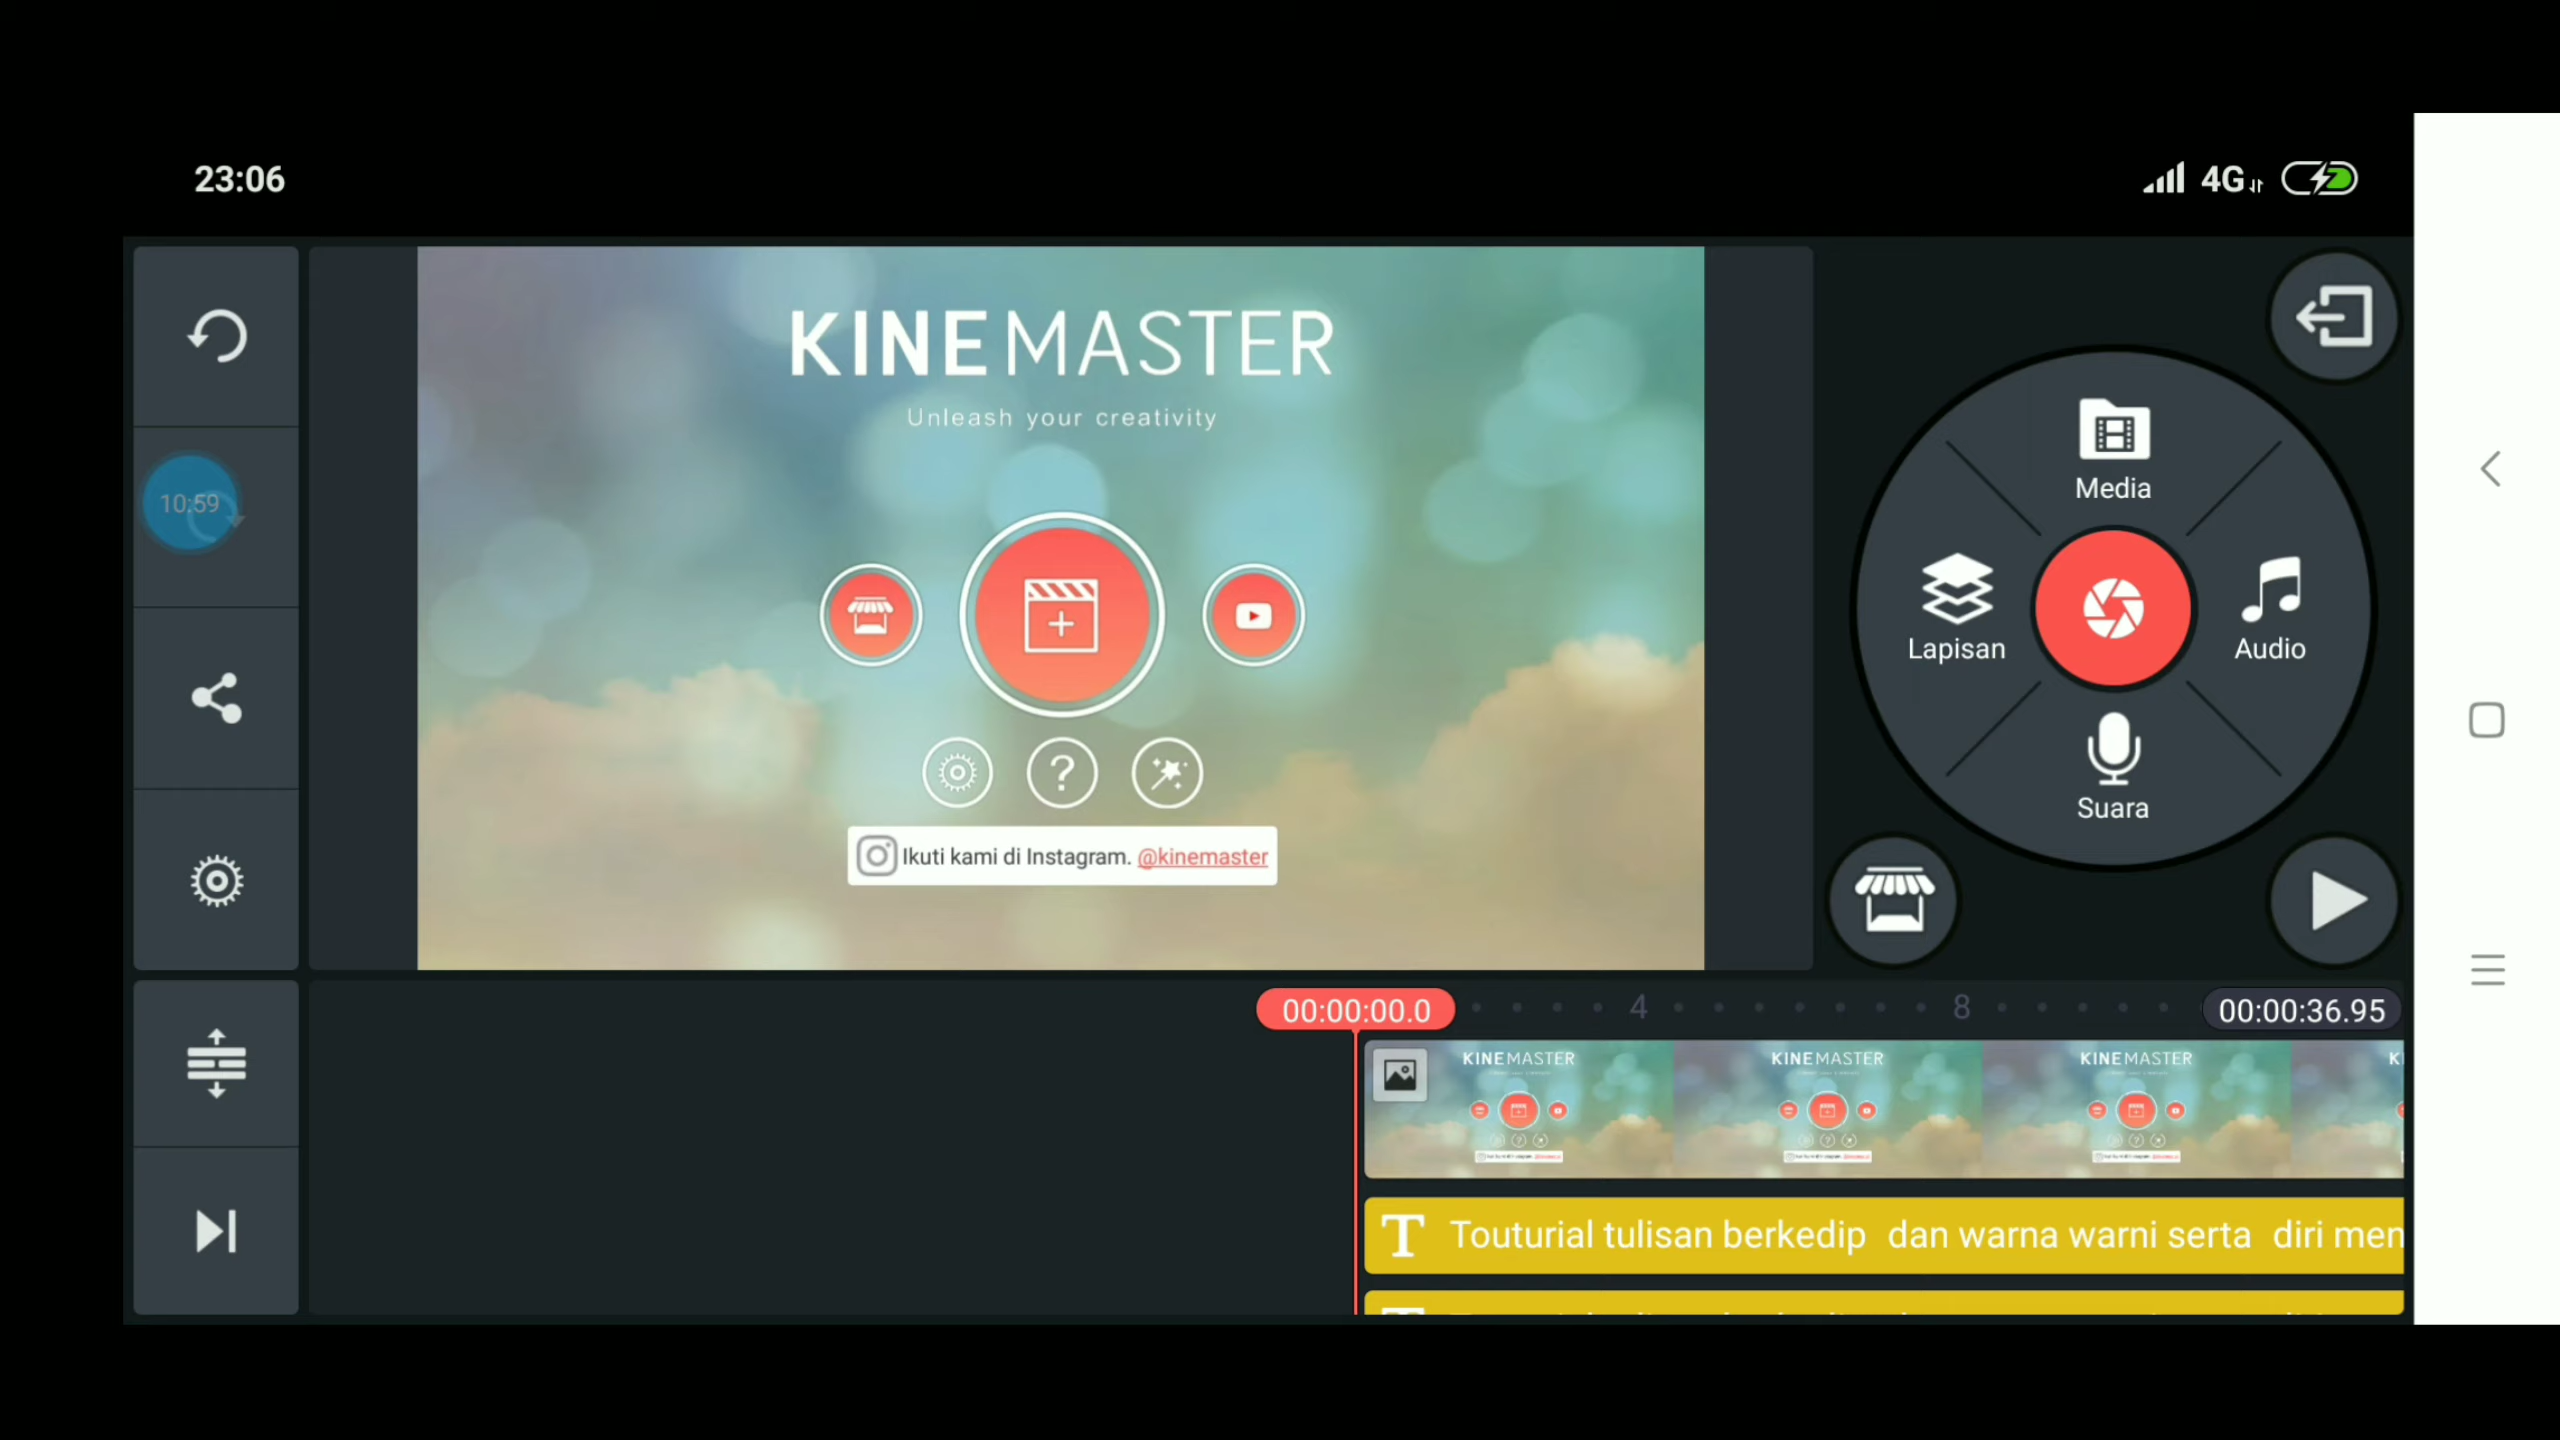 23:06
4G
KINEMASTER
Unleash your creativity
10:59
Ikuti kami di Instagram. @kinemaster
Media
Lapisan
Audio
Suara
00:00:00.0
4
8
00:00:36.95
KINEMASTER
KINEMASTER
KINEMASTER
T Touturial tulisan berkedip dan warna warni serta diri men